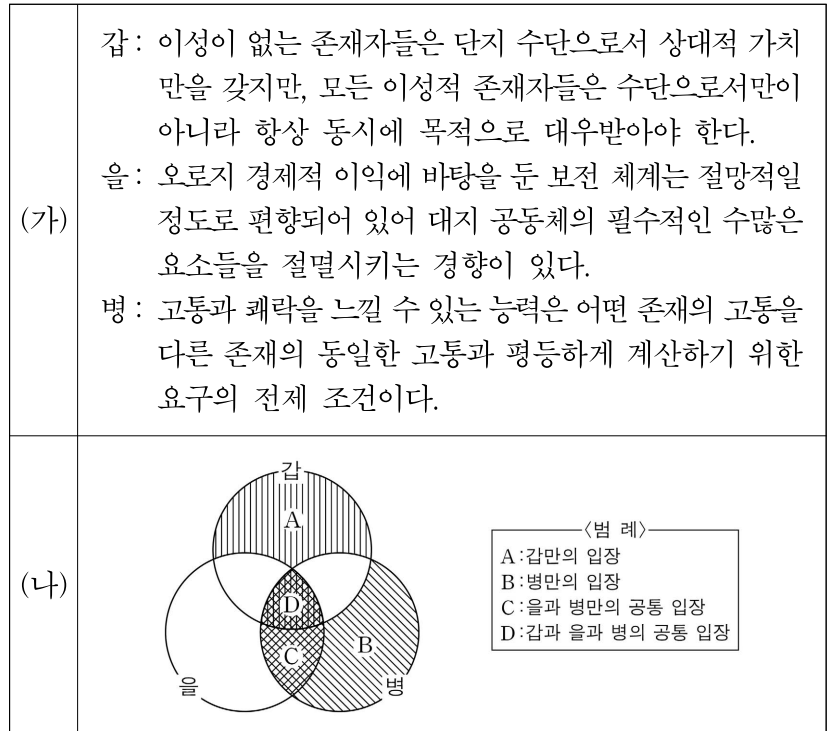 (가)
갑: 이성이 없는 존재자들은 단지 수단으로서 상대적 가치
만을 갖지만, 모든 이성적 존재자들은 수단으로서만이
아니라 항상 동시에 목적으로 대우받아야 한다.
을: 오로지 경제적 이익에 바탕을 둔 보전 체계는 절망적일
정도로 편향되어 있어 대지 공동체의 필수적인 수많은
요소들을 절멸시키는 경향이 있다.
병: 고통과 쾌락을 느낄 수 있는 능력은 어떤 존재의 고통을
다른 존재의 동일한 고통과 평등하게 계산하기 위한
요구의 전제 조건이다.
(나)
갑
A
D
B
C
을
병
<범 례>
A:갑만의 입장
B:병만의 입장
C:을과 병만의 공통 입장
D:갑과 을과 병의 공통 입장